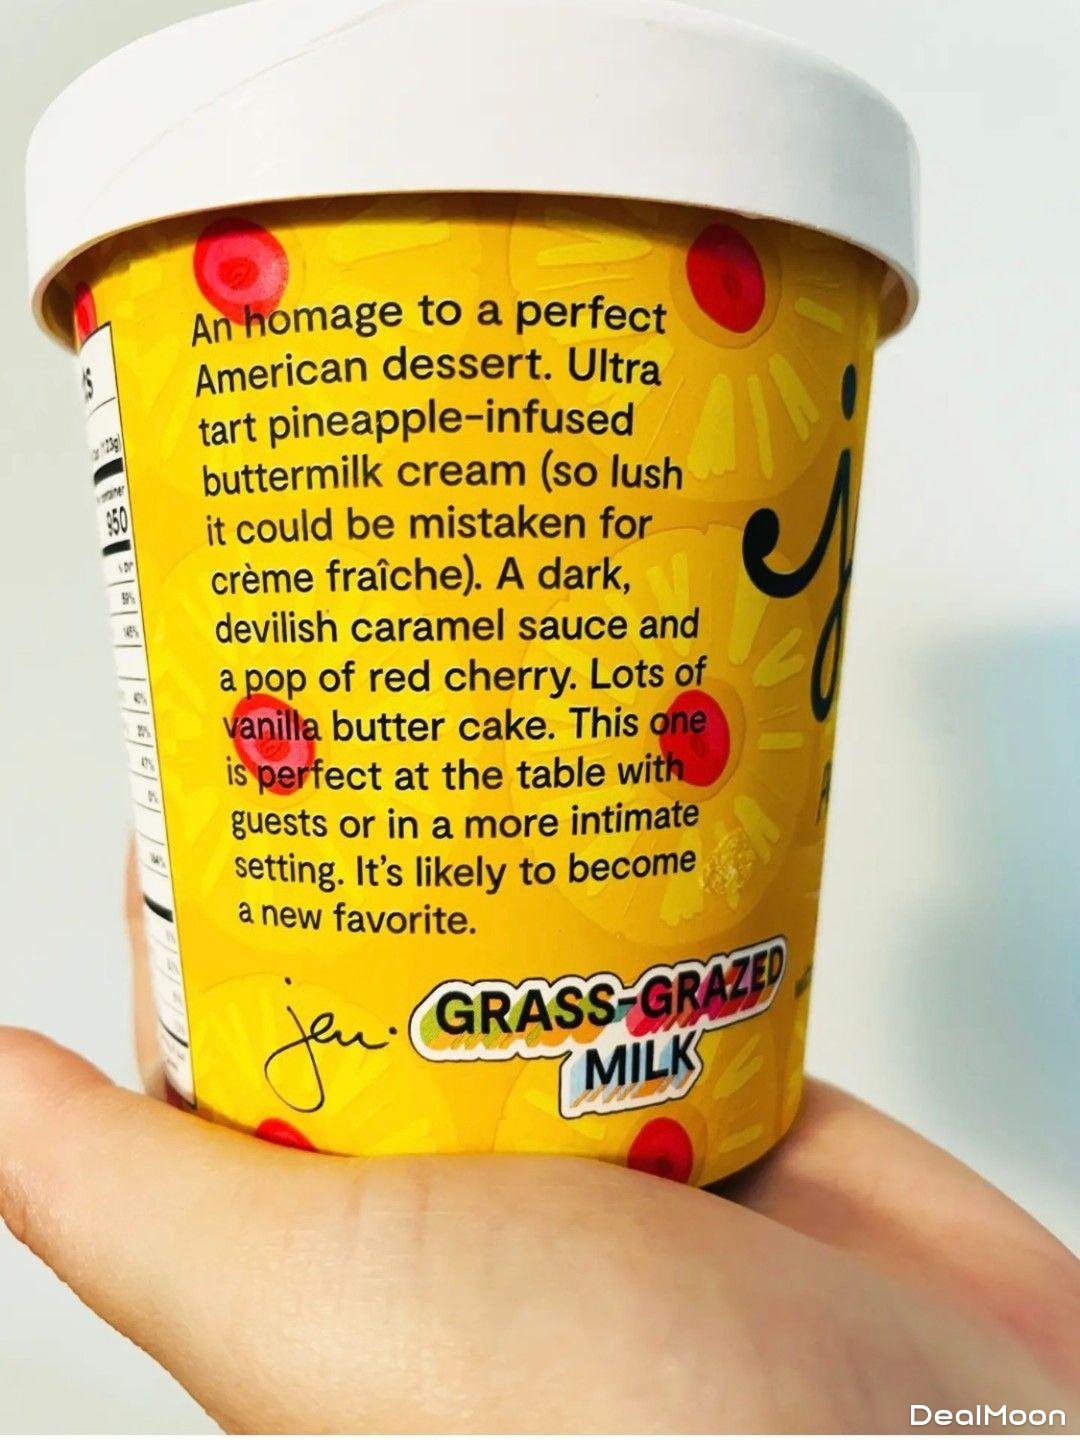 An homage to a perfect
American dessert. Ultra
tart pineapple-infused
buttermilk cream (so lush
it could be mistaken for
crème fraîche). A dark,
devilish caramel sauce and
a pop of red cherry. Lots of
vanilla butter cake. This one
is perfect at the table with
guests or in a more intimate
setting. It's likely to become
a new favorite.
jen.
GRASS-GRAZED
MILK
950
DealMoon